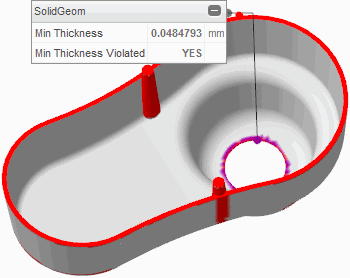 SolidGeom
Min Thickness 0.0484793 mm
Min Thickness Violated YES